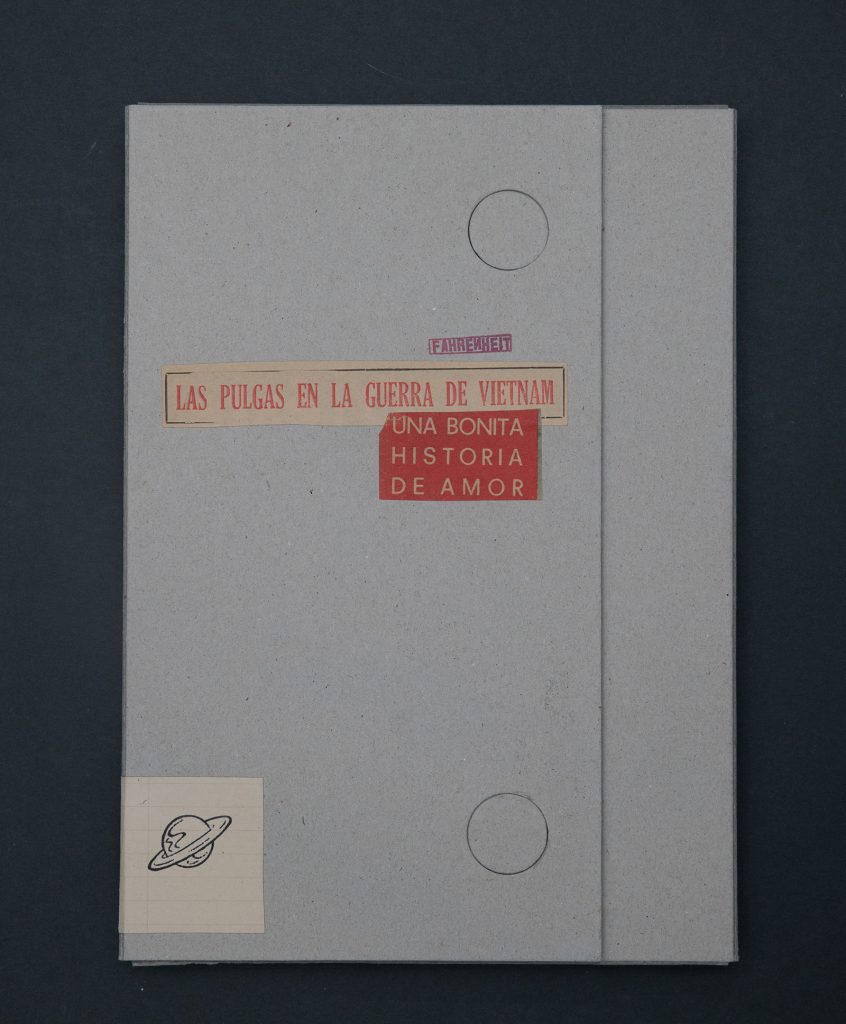 FAHRENHEIT
LAS PULGAS EN LA GUERRA DE VIETNAM
UNA BONITA
HISTORIA
DE AMOR